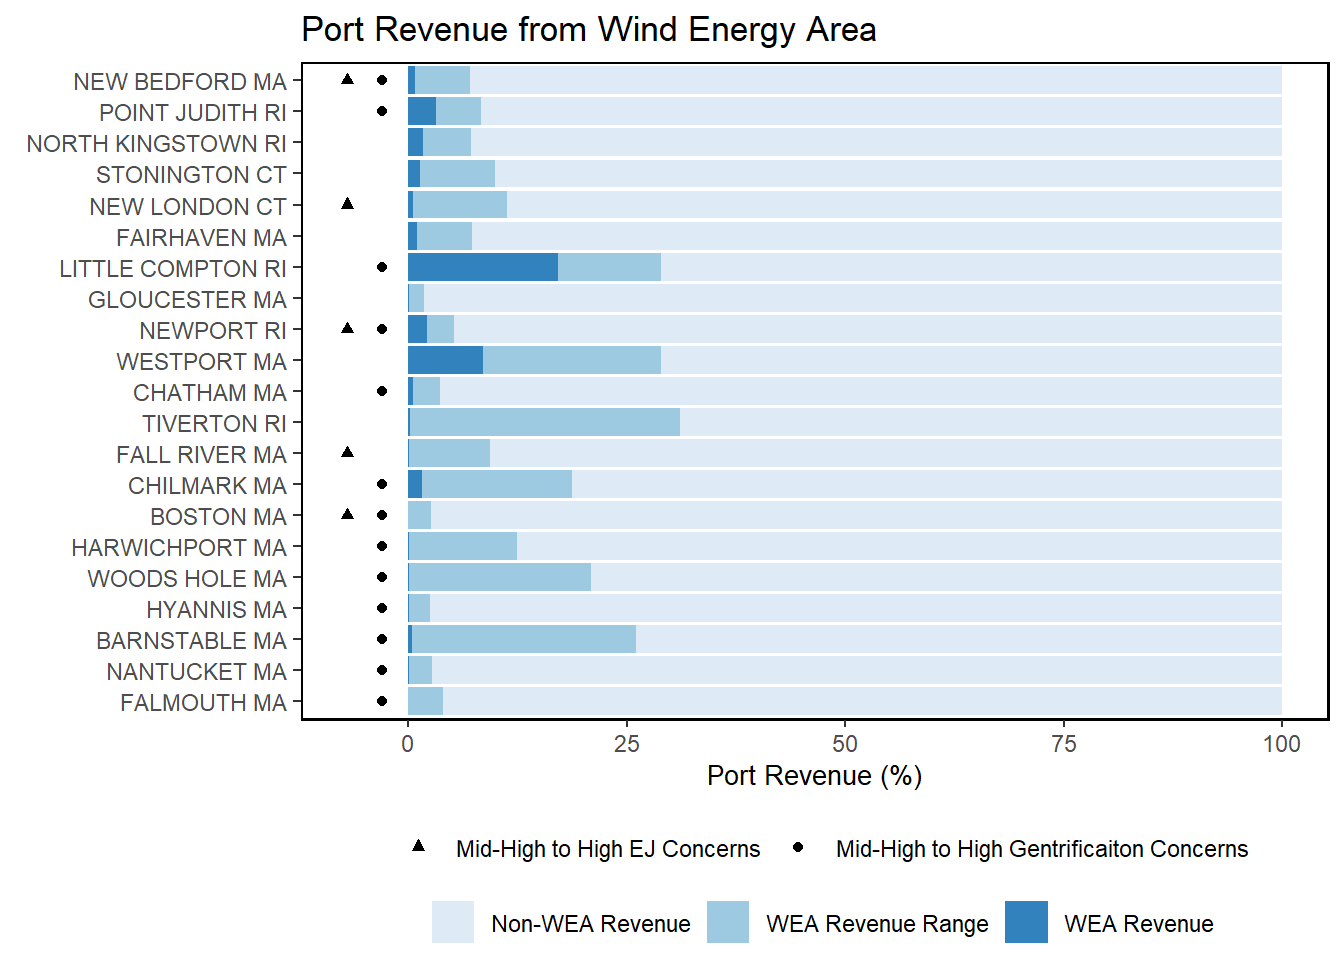 Port Revenue from Wind Energy Area
NEW BEDFORD MA
POINT JUDITH RI
NORTH KINGSTOWN RI
STONINGTON CT
NEW LONDON CT
FAIRHAVEN MA
LITTLE COMPTON RI
GLOUCESTER MA
NEWPORT RI
WESTPORT MA
CHATHAM MA
TIVERTON RI
FALL RIVER MA
CHILMARK MA
BOSTON MA
HARWICHPORT MA
WOODS HOLE MA
HYANNIS MA
BARNSTABLE MA
NANTUCKET MA
FALMOUTH MA
0 25 50 75 100
Port Revenue (%)
Mid-High to High EJ Concerns Mid-High to High Gentrificaiton Concerns
Non-WEA Revenue WEA Revenue Range WEA Revenue